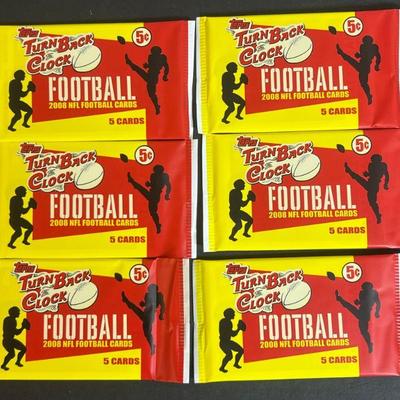 Topps
TURN BACK
THE
CLOCK
5¢
FOOTBALL
2008 NFL FOOTBALL CARDS
5 CARDS
Topps
TURN BACK
THE
CLOCK
5¢
FOOTBALL
2008 NFL FOOTBALL CARDS
5 CARDS
Topps
TURN BACK
THE
CLOCK
5¢
FOOTBALL
2008 NFL FOOTBALL CARDS
5 CARDS
Topps
TURN BACK
THE
CLOCK
5¢
FOOTBALL
2008 NFL FOOTBALL CARDS
5 CARDS
Topps
TURN BACK
THE
CLOCK
5¢
FOOTBALL
2008 NFL FOOTBALL CARDS
5 CARDS
Topps
TURN BACK
THE
CLOCK
5¢
FOOTBALL
2008 NFL FOOTBALL CARDS
5 CARDS